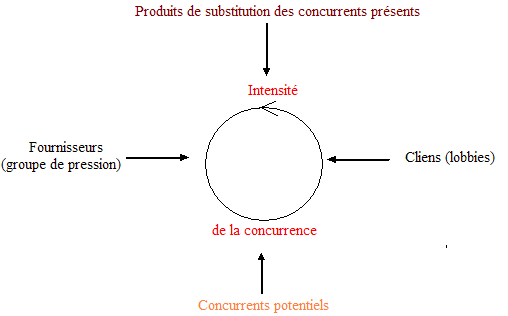 Produits de substitution des concurrents présents
Intensité
Fournisseurs
(groupe de pression)
Cliens (lobbies)
de la concurrence
Concurrents potentiels